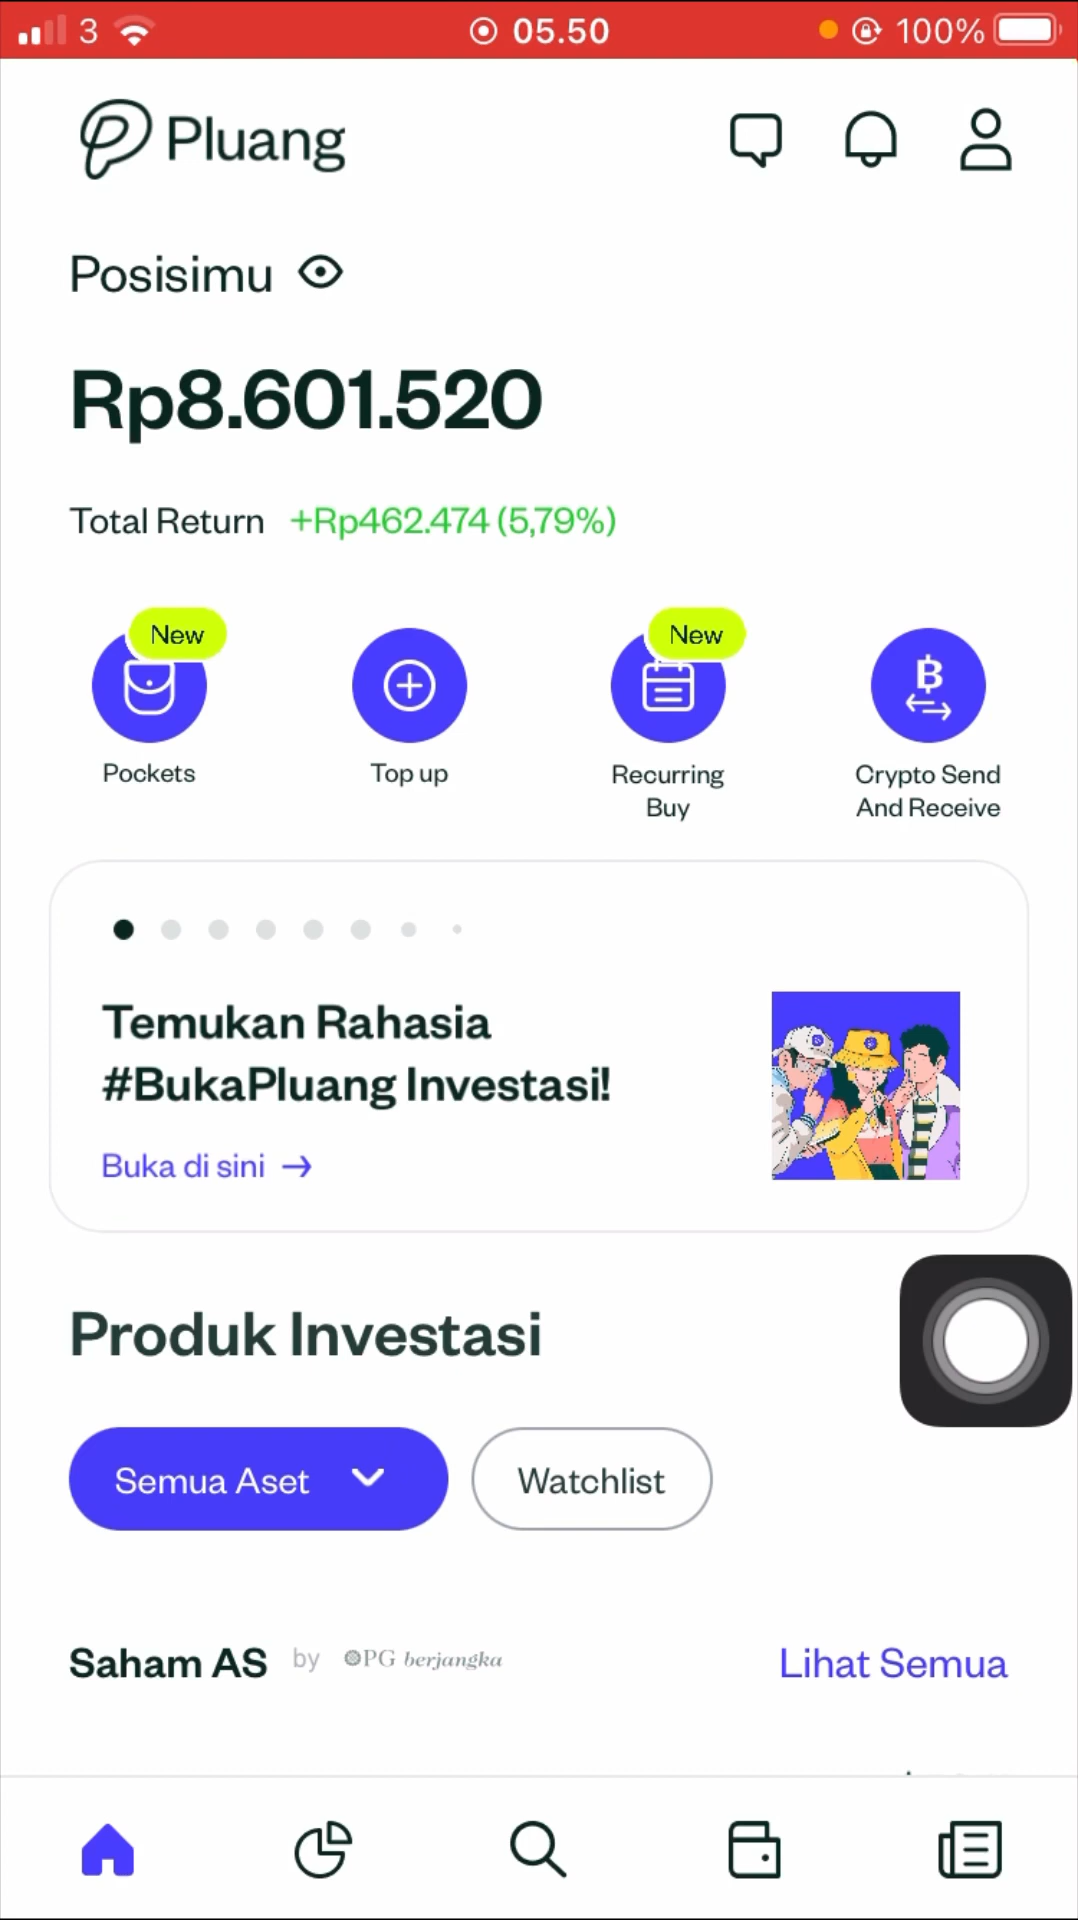 3 05.50 100%
Pluang
Posisimu
Rp8.601.520
Total Return +Rp462.474 (5,79%)
New New
Pockets Top up Recurring Buy Crypto Send And Receive
Temukan Rahasia
#BukaPluang Investasi!
Buka di sini →
Produk Investasi
Semua Aset Watchlist
Saham AS by PG berjangka Lihat Semua